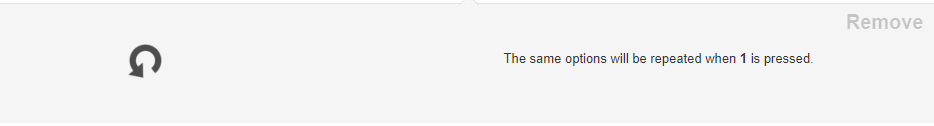 Remove
The same options will be repeated when 1 is pressed.